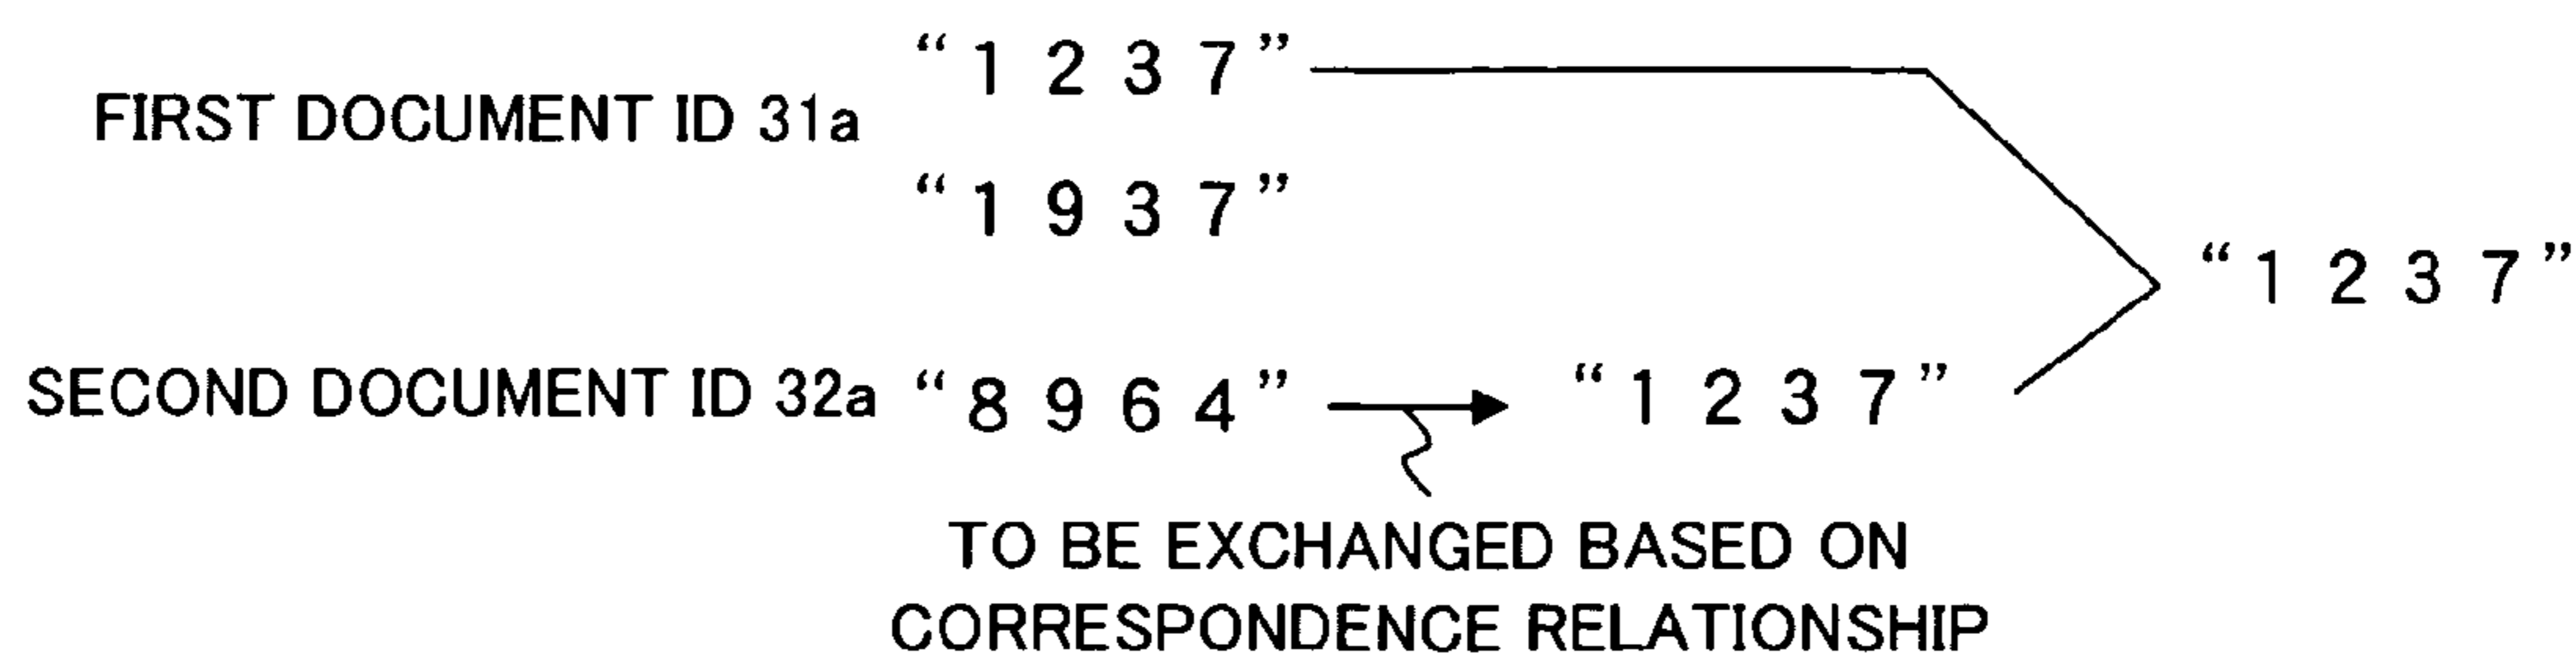 “1 2 3 7”
FIRST DOCUMENT ID 31a
“1 9 3 7”
“1 2 3 7”
SECOND DOCUMENT ID 32a “8 9 6 4” “1 2 3 7”
TO BE EXCHANGED BASED ON
CORRESPONDENCE RELATIONSHIP